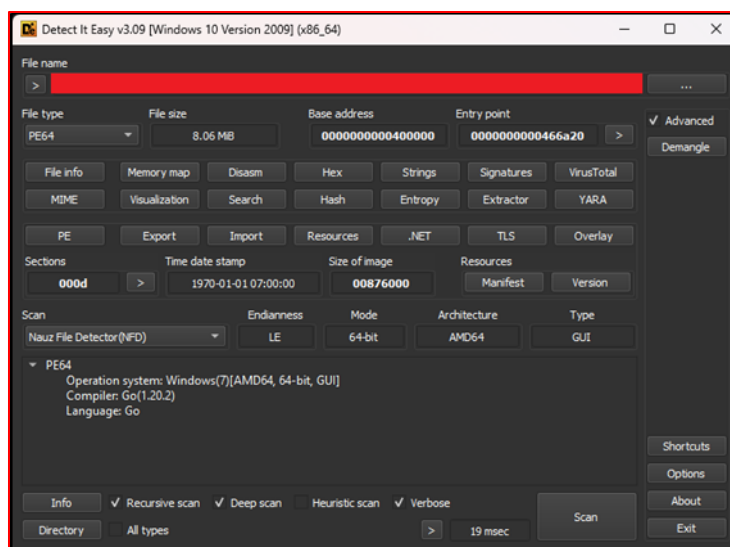 Detect It Easy v3.09 [Windows 10 Version 2009] (x86_64)
File name
> ...
File type File size Base address Entry point
PE64 8.06 MiB 0000000000400000 0000000000466a20 > Advanced
Demangle
File info Memory map Disasm Hex Strings Signatures VirusTotal
MIME Visualization Search Hash Entropy Extractor YARA
PE Export Import Resources .NET TLS Overlay
Sections Time date stamp Size of image Resources
000d > 1970-01-01 07:00:00 00876000 Manifest Version
Scan Endianness Mode Architecture Type
Nauz File Detector(NFD) LE 64-bit AMD64 GUI
PE64
Operation system: Windows(7)[AMD64, 64-bit, GUI]
Compiler: Go(1.20.2)
Language: Go
Shortcuts
Options
Info Recursive scan Deep scan Heuristic scan Verbose Scan About
Directory All types > 19 msec Exit